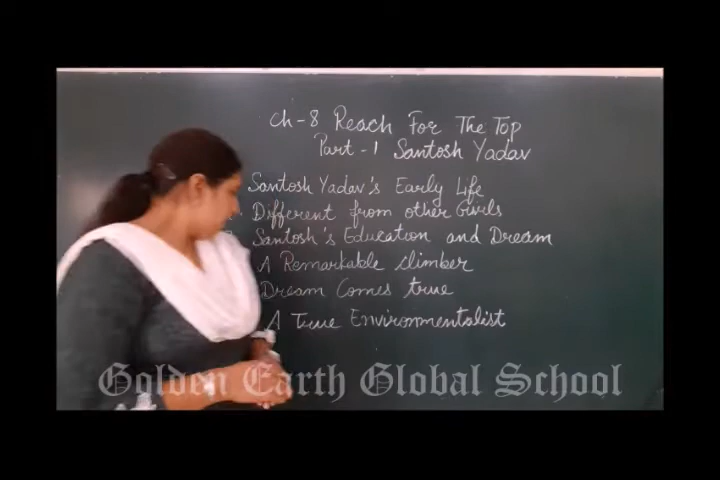 Ch-8 Reach For The Top
Part-1 Santosh Yadav
Santosh Yadav's Early Life
Different from other Girls
Santosh's Education and Dream
A Remarkable climber
Dream Comes true
A True Environmentalist
Golden Earth Global School